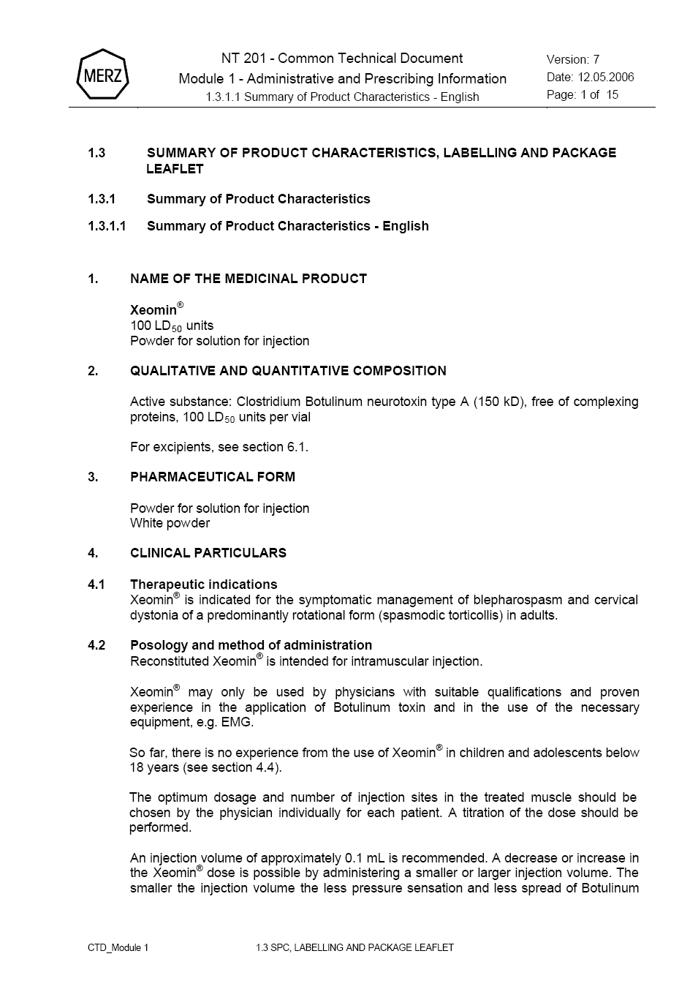 MERZ
NT 201 - Common Technical Document
Module 1 - Administrative and Prescribing Information
1.3.1.1 Summary of Product Characteristics - English
Version: 7
Date: 12.05.2006
Page: 1 of 15
1.3 SUMMARY OF PRODUCT CHARACTERISTICS, LABELLING AND PACKAGE
LEAFLET
1.3.1 Summary of Product Characteristics
1.3.1.1 Summary of Product Characteristics - English
1. NAME OF THE MEDICINAL PRODUCT
Xeomin®
100 LD50 units
Powder for solution for injection
2. QUALITATIVE AND QUANTITATIVE COMPOSITION
Active substance: Clostridium Botulinum neurotoxin type A (150 kD), free of complexing
proteins, 100 LD50 units per vial
For excipients, see section 6.1.
3. PHARMACEUTICAL FORM
Powder for solution for injection
White powder
4. CLINICAL PARTICULARS
4.1 Therapeutic indications
Xeomin® is indicated for the symptomatic management of blepharospasm and cervical
dystonia of a predominantly rotational form (spasmodic torticollis) in adults.
4.2 Posology and method of administration
Reconstituted Xeomin® is intended for intramuscular injection.
Xeomin® may only be used by physicians with suitable qualifications and proven
experience in the application of Botulinum toxin and in the use of the necessary
equipment, e.g. EMG.
So far, there is no experience from the use of Xeomin® in children and adolescents below
18 years (see section 4.4).
The optimum dosage and number of injection sites in the treated muscle should be
chosen by the physician individually for each patient. A titration of the dose should be
performed.
An injection volume of approximately 0.1 mL is recommended. A decrease or increase in
the Xeomin® dose is possible by administering a smaller or larger injection volume. The
smaller the injection volume the less pressure sensation and less spread of Botulinum
CTD_Module 1 1.3 SPC, LABELLING AND PACKAGE LEAFLET